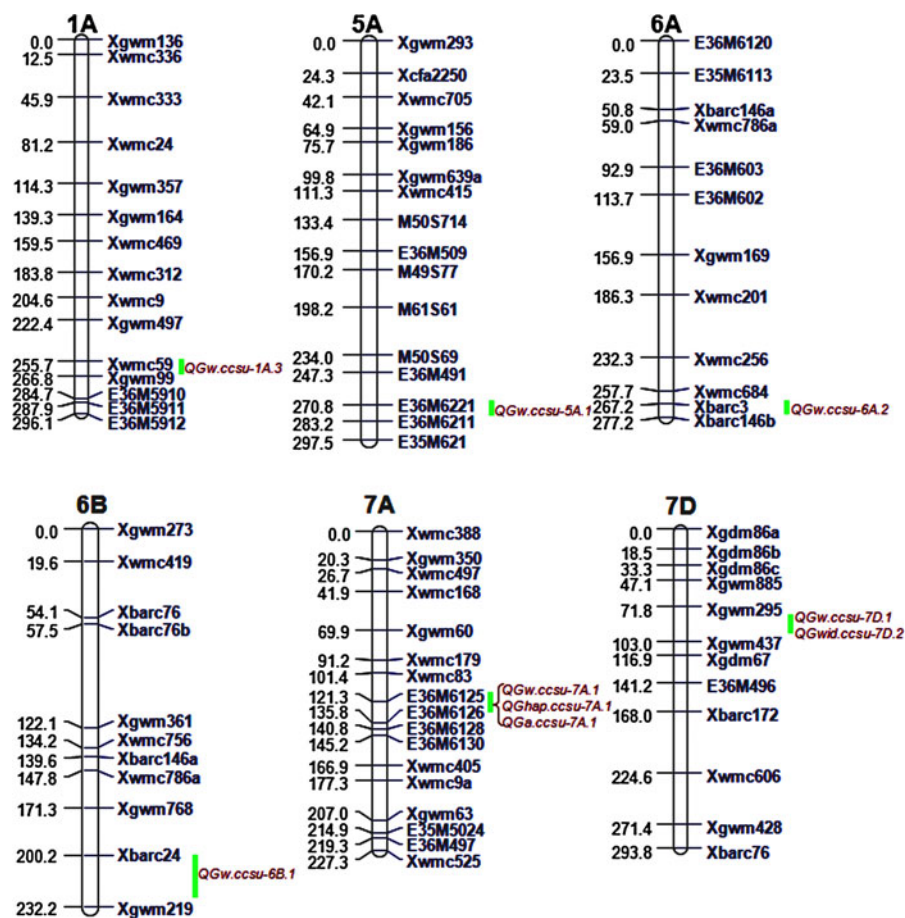 1A
0.0 Xgwm136
12.5 Xwmc336
45.9 Xwmc333
81.2 Xwmc24
114.3 Xgwm357
139.3 Xgwm164
159.5 Xwmc469
183.8 Xwmc312
204.6 Xwmc9
222.4 Xgwm497
255.7 Xwmc59
QGw.ccsu-1A.3
266.8 Xgwm99
284.7 E36M5910
287.9 E36M5911
296.1 E36M5912
5A
0.0 Xgwm293
24.3 Xcfa2250
42.1 Xwmc705
64.9 Xgwm156
75.7 Xgwm186
99.8 Xgwm639a
111.3 Xwmc415
133.4 M50S714
156.9 E36M509
170.2 M49S77
198.2 M61S61
234.0 M50S69
247.3 E36M491
270.8 E36M6221
QGw.ccsu-5A.1
283.2 E36M6211
297.5 E35M621
6A
0.0 E36M6120
23.5 E35M6113
50.8 Xbarc146a
59.0 Xwmc786a
92.9 E36M603
113.7 E36M602
156.9 Xgwm169
186.3 Xwmc201
232.3 Xwmc256
257.7 Xwmc684
267.2 Xbarc3
QGw.ccsu-6A.2
277.2 Xbarc146b
6B
0.0 Xgwm273
19.6 Xwmc419
54.1 Xbarc76
57.5 Xbarc76b
122.1 Xgwm361
134.2 Xwmc756
139.6 Xbarc146a
147.8 Xwmc786a
171.3 Xgwm768
200.2 Xbarc24
QGw.ccsu-6B.1
232.2 Xgwm219
7A
0.0 Xwmc388
20.3 Xgwm350
26.7 Xwmc497
41.9 Xwmc168
69.9 Xgwm60
91.2 Xwmc179
101.4 Xwmc83
121.3 E36M6125
135.8 E36M6126
QGw.ccsu-7A.1
QGhap.ccsu-7A.1
QGa.ccsu-7A.1
140.8 E36M6128
145.2 E36M6130
166.9 Xwmc405
177.3 Xwmc9a
207.0 Xgwm63
214.9 E35M5024
219.3 E36M497
227.3 Xwmc525
7D
0.0 Xgdm86a
18.5 Xgdm86b
33.3 Xgdm86c
47.1 Xgwm885
71.8 Xgwm295
QGw.ccsu-7D.1
QGwid.ccsu-7D.2
103.0 Xgwm437
116.9 Xgdm67
141.2 E36M496
168.0 Xbarc172
224.6 Xwmc606
271.4 Xgwm428
293.8 Xbarc76